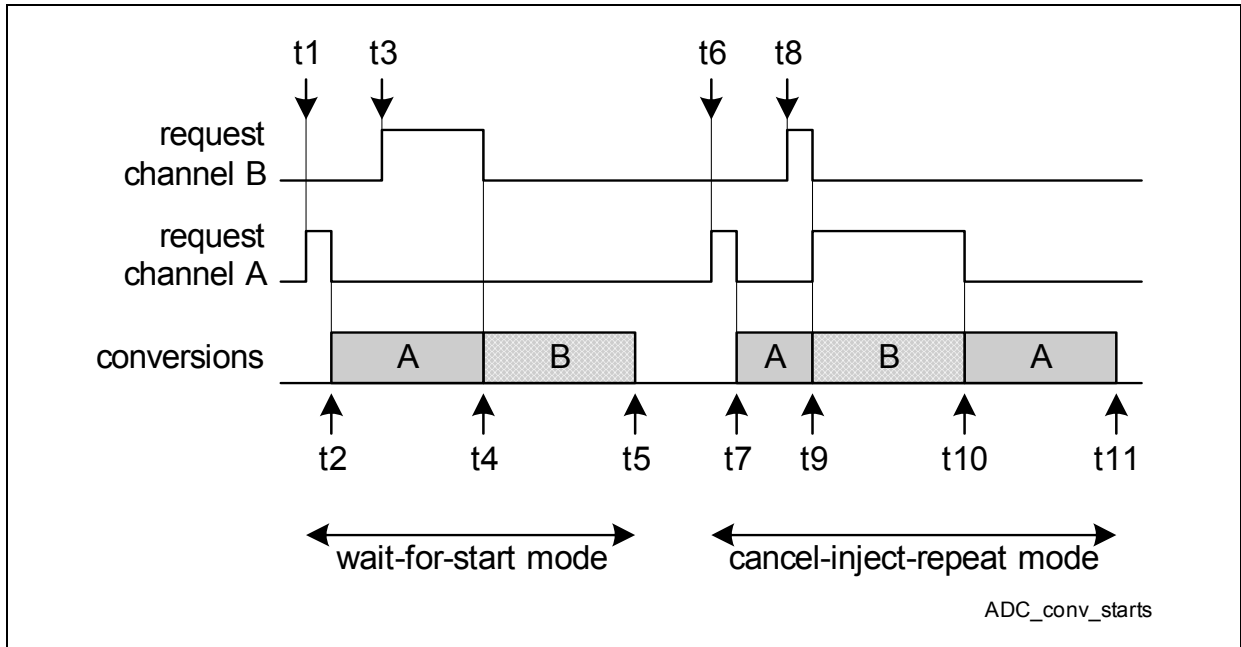 t1 t3 t6 t8
request
channel B
request
channel A
conversions A B A B A
t2 t4 t5 t7 t9 t10 t11
wait-for-start mode cancel-inject-repeat mode
ADC_conv_starts